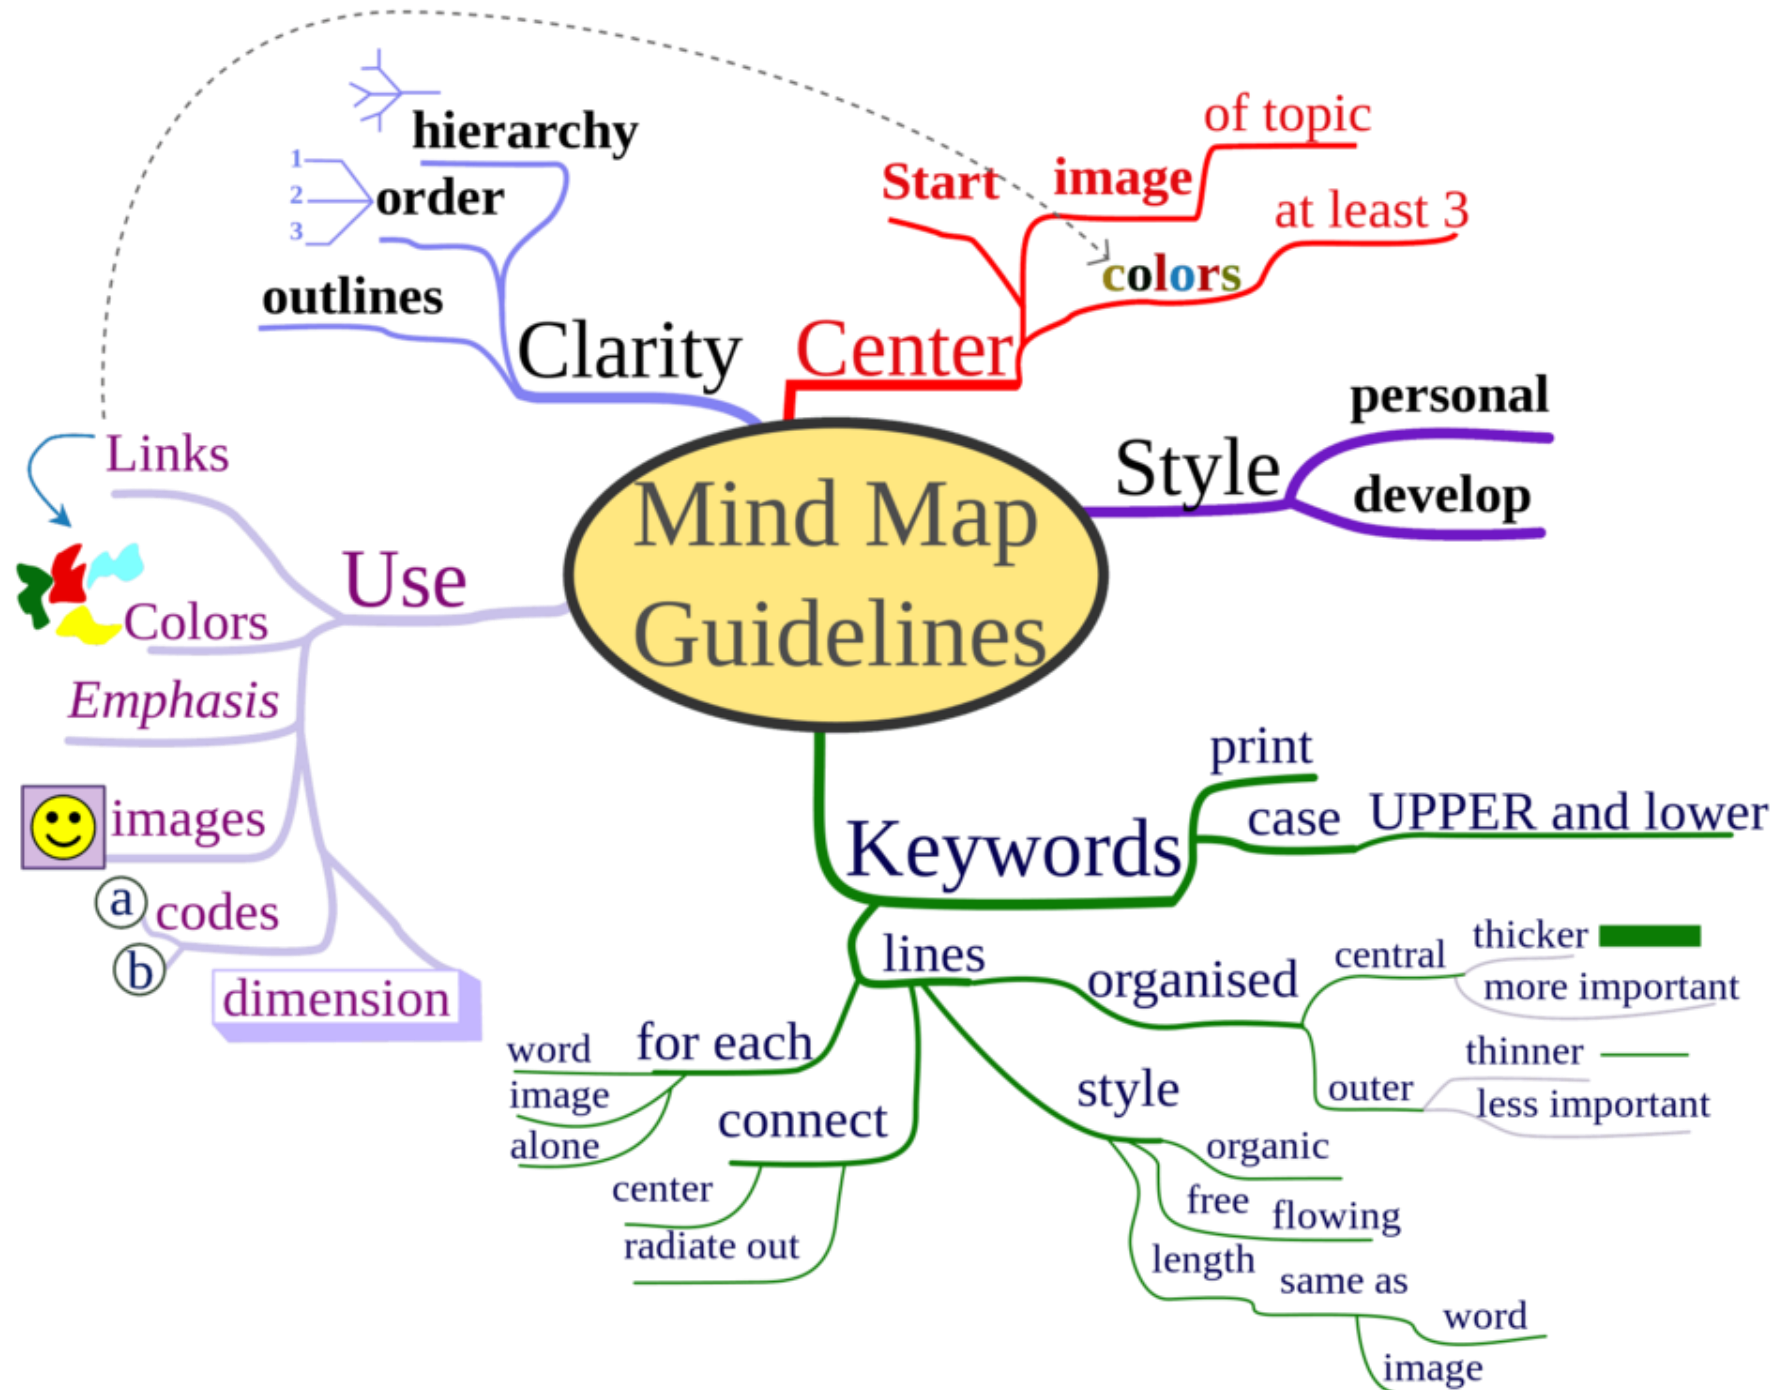 Mind Map
Guidelines
hierarchy
1
2
3
order
outlines
Clarity
Start
image
of topic
colors
at least 3
Center
Style
personal
develop
Use
Links
Colors
Emphasis
images
codes
a
b
dimension
Keywords
print
case
UPPER and lower
lines
organised
central
thicker
more important
outer
thinner
less important
style
organic
free
flowing
length
same as
word
image
for each
word
image
alone
connect
center
radiate out